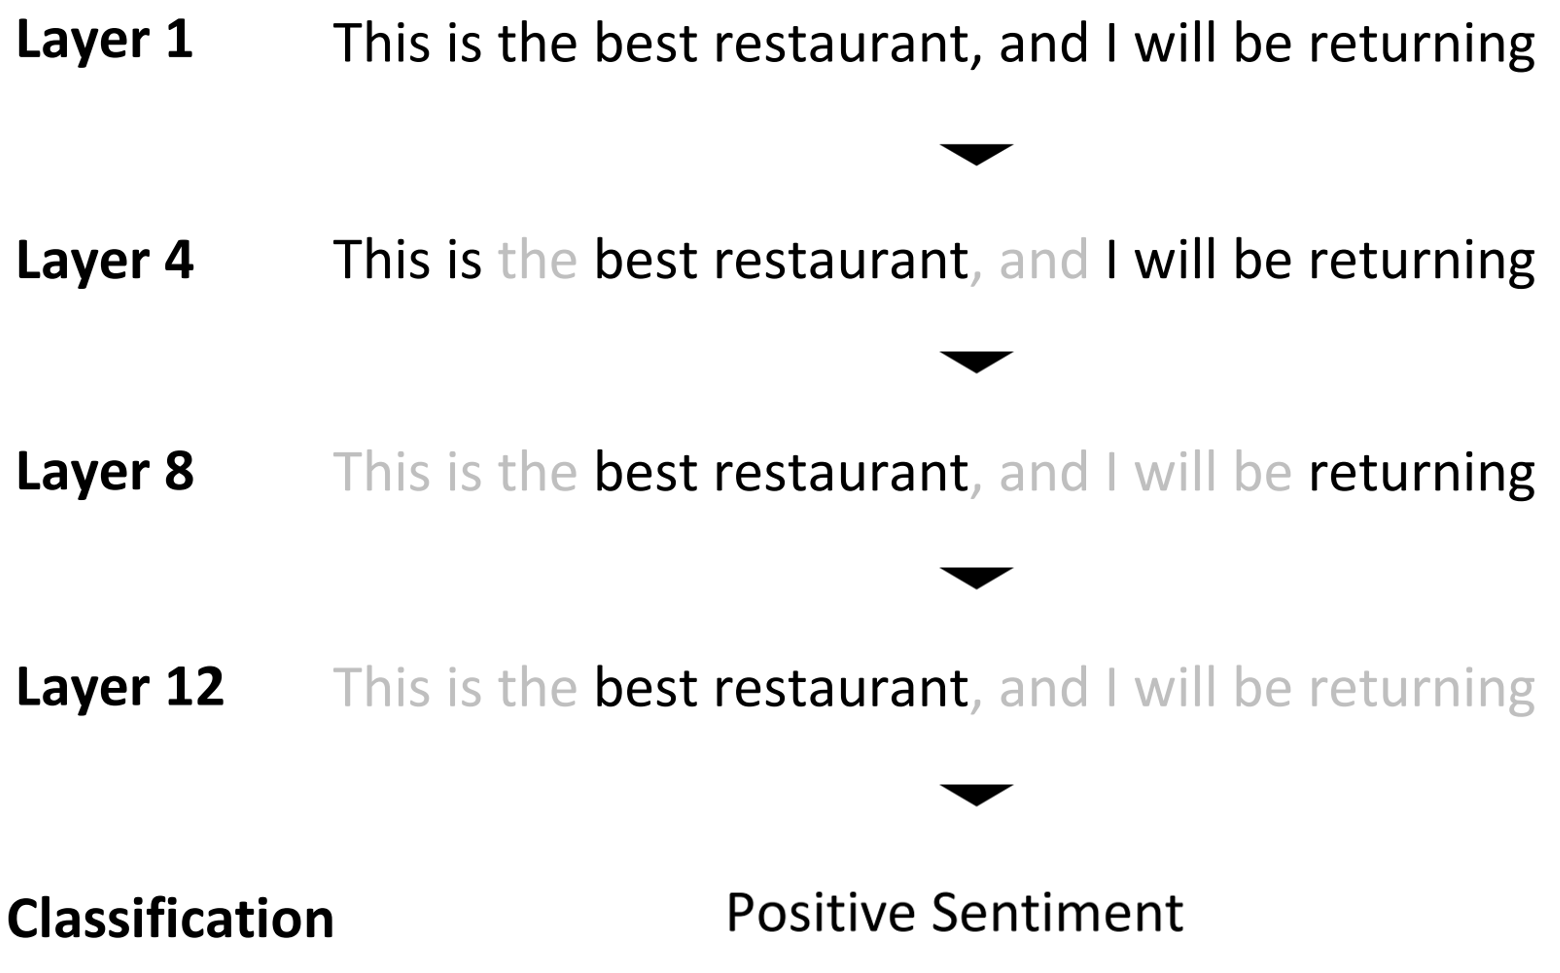 Layer 1 This is the best restaurant, and I will be returning
Layer 4 This is the best restaurant, and I will be returning
Layer 8 This is the best restaurant, and I will be returning
Layer 12 This is the best restaurant, and I will be returning
Classification Positive Sentiment